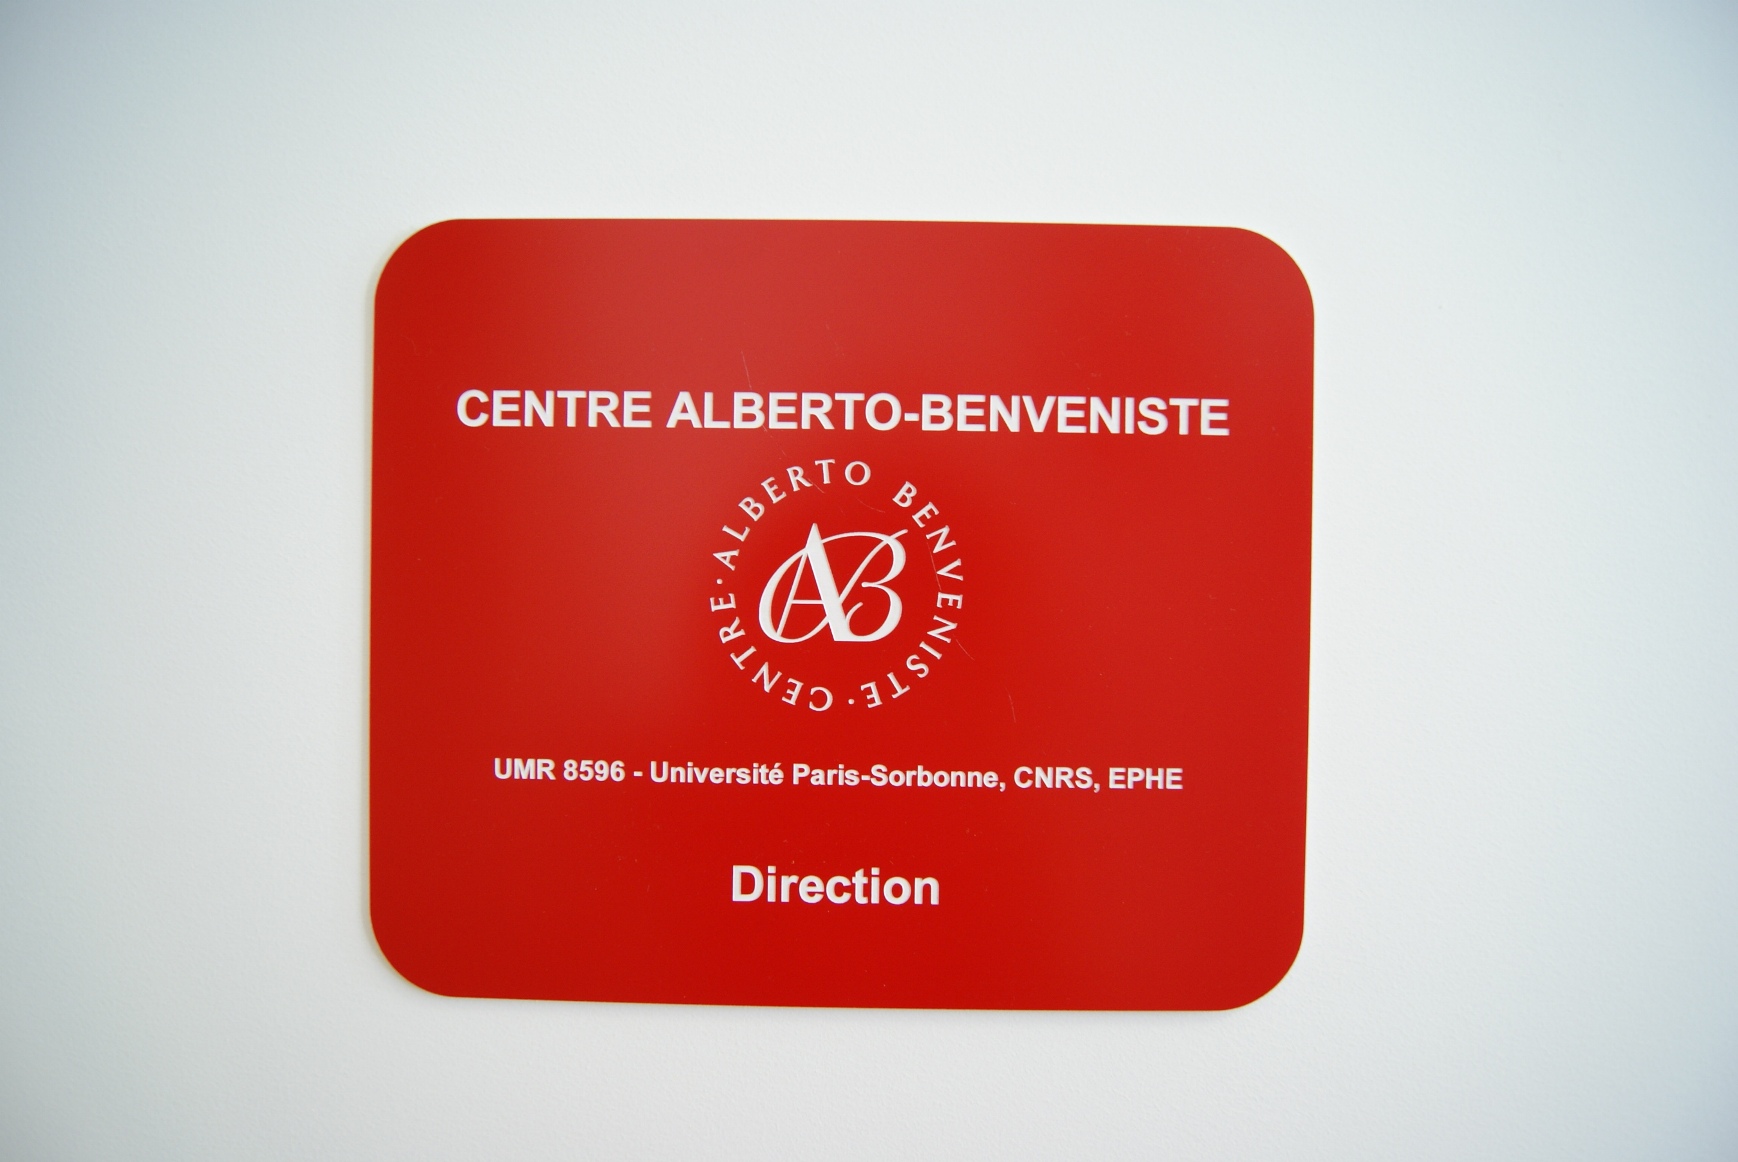 CENTRE ALBERTO-BENVENISTE
CENTRE · ALBERTO BENVENISTE ·
AB
UMR 8596 - Université Paris-Sorbonne, CNRS, EPHE
Direction